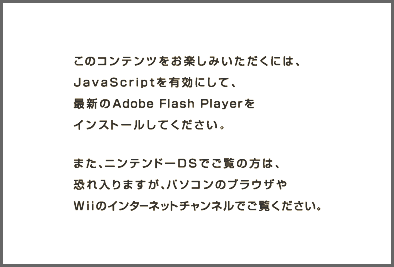 このコンテンツをお楽しみいただくには、
JavaScriptを有効にして、
最新のAdobe Flash Playerを
インストールしてください。
また、ニンテンドーDSでご覧の方は、
恐れ入りますが、パソコンのブラウザや
Wiiのインターネットチャンネルでご覧ください。